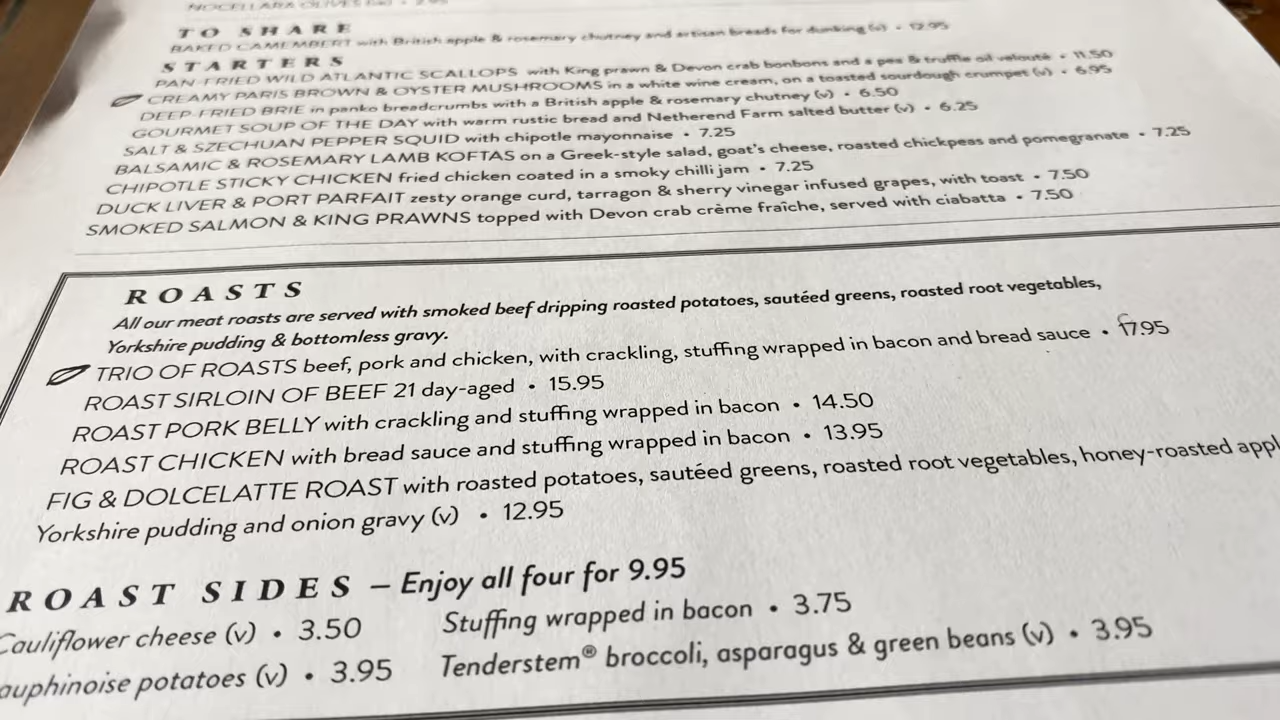 NOCELLARA OLIVES
TO SHARE
BAKED CAMEMBERT with British apple & rosemary chutney and artisan breads for dunking (v) • 12.95
STARTERS
PAN-FRIED WILD ATLANTIC SCALLOPS with King prawn & Devon crab bonbons and a pea & truffle oil velouté • 11.50
CREAMY PARIS BROWN & OYSTER MUSHROOMS in a white wine cream, on a toasted sourdough crumpet (v) • 6.95
DEEP-FRIED BRIE in panko breadcrumbs with a British apple & rosemary chutney (v) • 6.50
GOURMET SOUP OF THE DAY with warm rustic bread and Netherend Farm salted butter (v) • 6.25
SALT & SZECHUAN PEPPER SQUID with chipotle mayonnaise • 7.25
BALSAMIC & ROSEMARY LAMB KOFTAS on a Greek-style salad, goat's cheese, roasted chickpeas and pomegranate • 7.25
CHIPOTLE STICKY CHICKEN fried chicken coated in a smoky chilli jam • 7.25
DUCK LIVER & PORT PARFAIT zesty orange curd, tarragon & sherry vinegar infused grapes, with toast • 7.50
SMOKED SALMON & KING PRAWNS topped with Devon crab crème fraîche, served with ciabatta • 7.50
ROASTS
All our meat roasts are served with smoked beef dripping roasted potatoes, sautéed greens, roasted root vegetables,
Yorkshire pudding & bottomless gravy.
TRIO OF ROASTS beef, pork and chicken, with crackling, stuffing wrapped in bacon and bread sauce • 17.95
ROAST SIRLOIN OF BEEF 21 day-aged • 15.95
ROAST PORK BELLY with crackling and stuffing wrapped in bacon • 14.50
ROAST CHICKEN with bread sauce and stuffing wrapped in bacon • 13.95
FIG & DOLCELATTE ROAST with roasted potatoes, sautéed greens, roasted root vegetables, honey-roasted appl
Yorkshire pudding and onion gravy (v) • 12.95
ROAST SIDES – Enjoy all four for 9.95
Cauliflower cheese (v) • 3.50 Stuffing wrapped in bacon • 3.75
auphinoise potatoes (v) • 3.95 Tenderstem® broccoli, asparagus & green beans (v) • 3.95